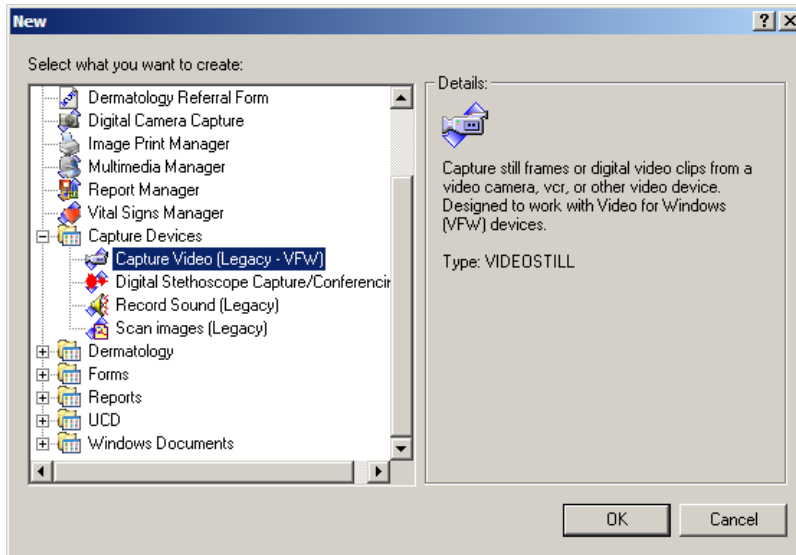 New
Select what you want to create:
Dermatology Referral Form
Digital Camera Capture
Image Print Manager
Multimedia Manager
Report Manager
Vital Signs Manager
Capture Devices
Capture Video (Legacy - VFW)
Digital Stethoscope Capture/Conferencin
Record Sound (Legacy)
Scan images (Legacy)
Dermatology
Forms
Reports
UCD
Windows Documents
Details:
Capture still frames or digital video clips from a
video camera, vcr, or other video device.
Designed to work with Video for Windows
(VFW) devices.
Type: VIDEOSTILL
OK
Cancel